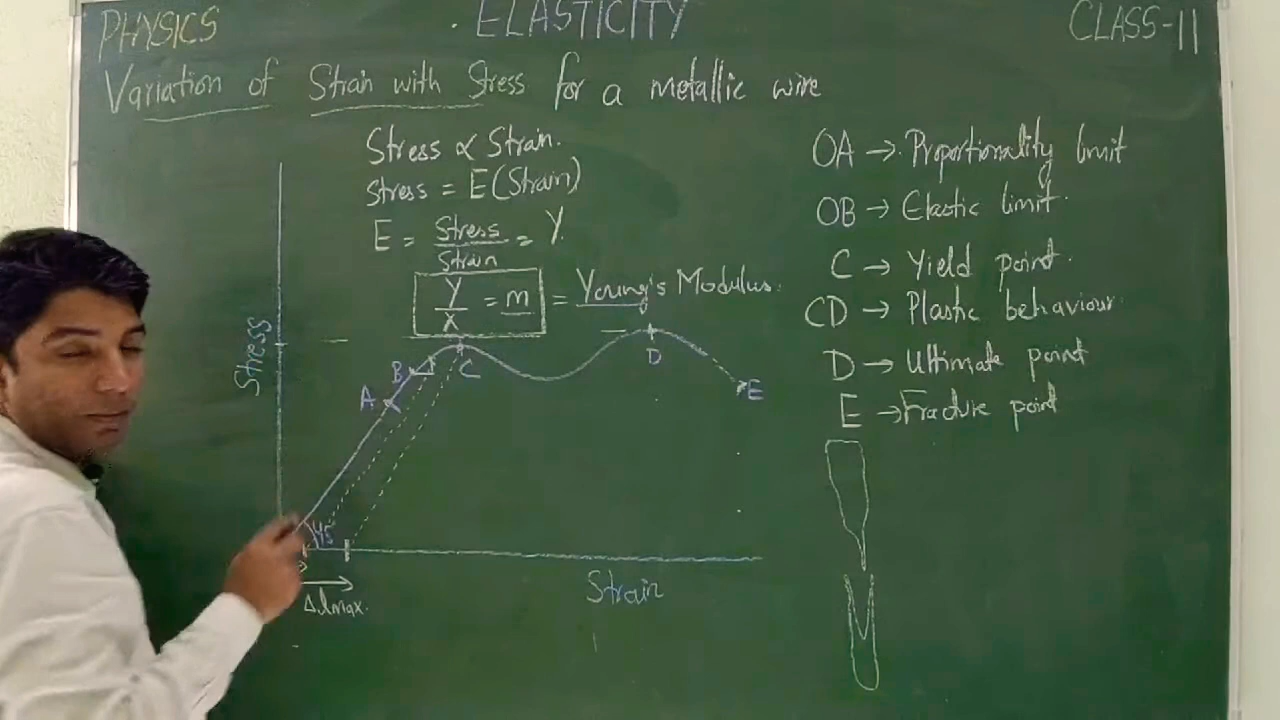 PHYSICS
ELASTICITY
CLASS-11
Variation of Strain with Stress for a metallic wire
Stress ∝ Strain.
Stress = E(Strain)
E = Stress/Strain = Y.
Y/X = m = Young's Modulus.
OA → Proportionality limit
OB → Elastic limit.
C → Yield point.
CD → Plastic behaviour.
D → Ultimate point
E → Fracture point
Stress
A
B
C
D
E
45
Strain
Δlmax.